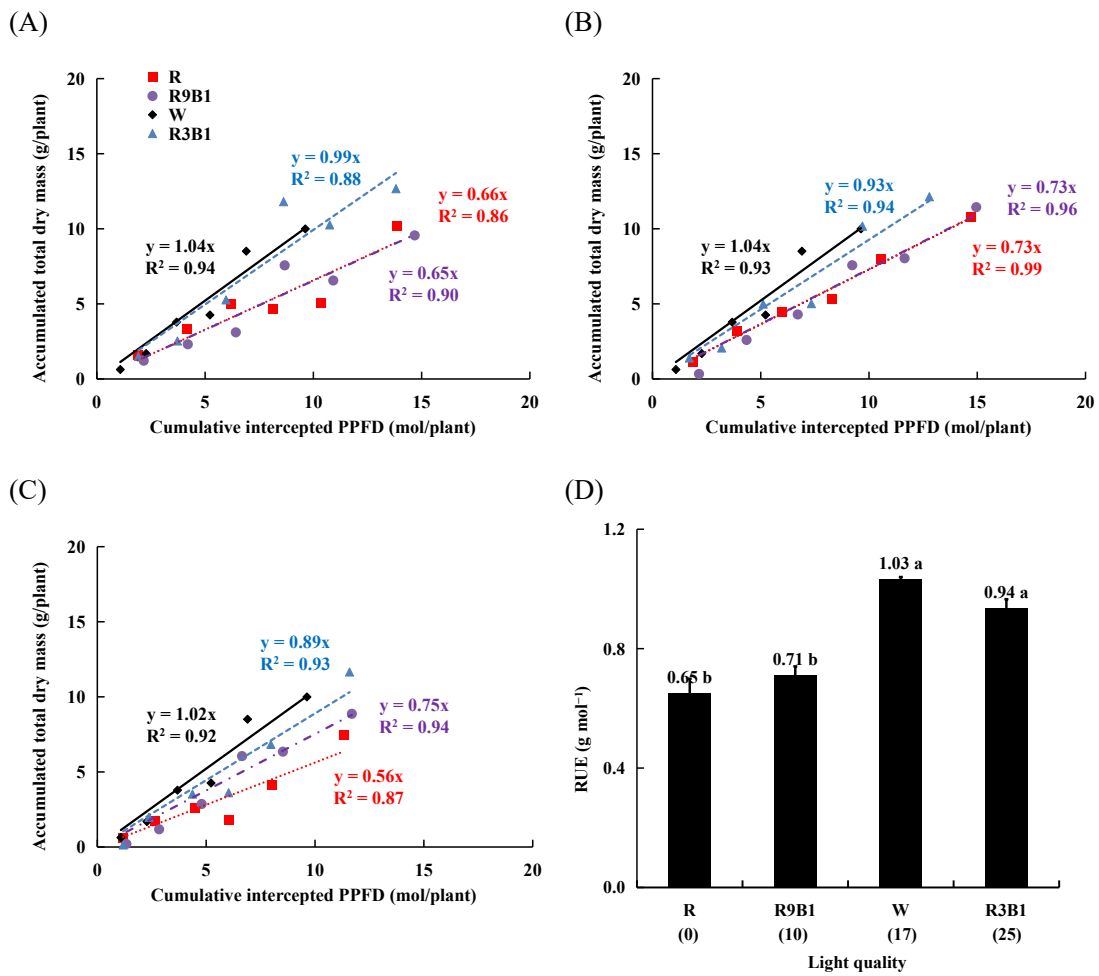 (A)
Accumulated total dry mass (g/plant)
20
15
10
5
0
R
R9B1
W
R3B1
y = 0.99x
R² = 0.88
y = 0.66x
R² = 0.86
y = 1.04x
R² = 0.94
y = 0.65x
R² = 0.90
0 5 10 15 20
Cumulative intercepted PPFD (mol/plant)
(B)
Accumulated total dry mass (g/plant)
20
15
10
5
0
y = 0.93x
R² = 0.94
y = 0.73x
R² = 0.96
y = 1.04x
R² = 0.93
y = 0.73x
R² = 0.99
0 5 10 15 20
Cumulative intercepted PPFD (mol/plant)
(C)
Accumulated total dry mass (g/plant)
20
15
10
5
0
y = 0.89x
R² = 0.93
y = 1.02x
R² = 0.92
y = 0.75x
R² = 0.94
y = 0.56x
R² = 0.87
0 5 10 15 20
Cumulative intercepted PPFD (mol/plant)
(D)
RUE (g mol⁻¹)
1.2
0.8
0.4
0.0
0.65 b
0.71 b
1.03 a
0.94 a
R R9B1 W R3B1
(0) (10) (17) (25)
Light quality